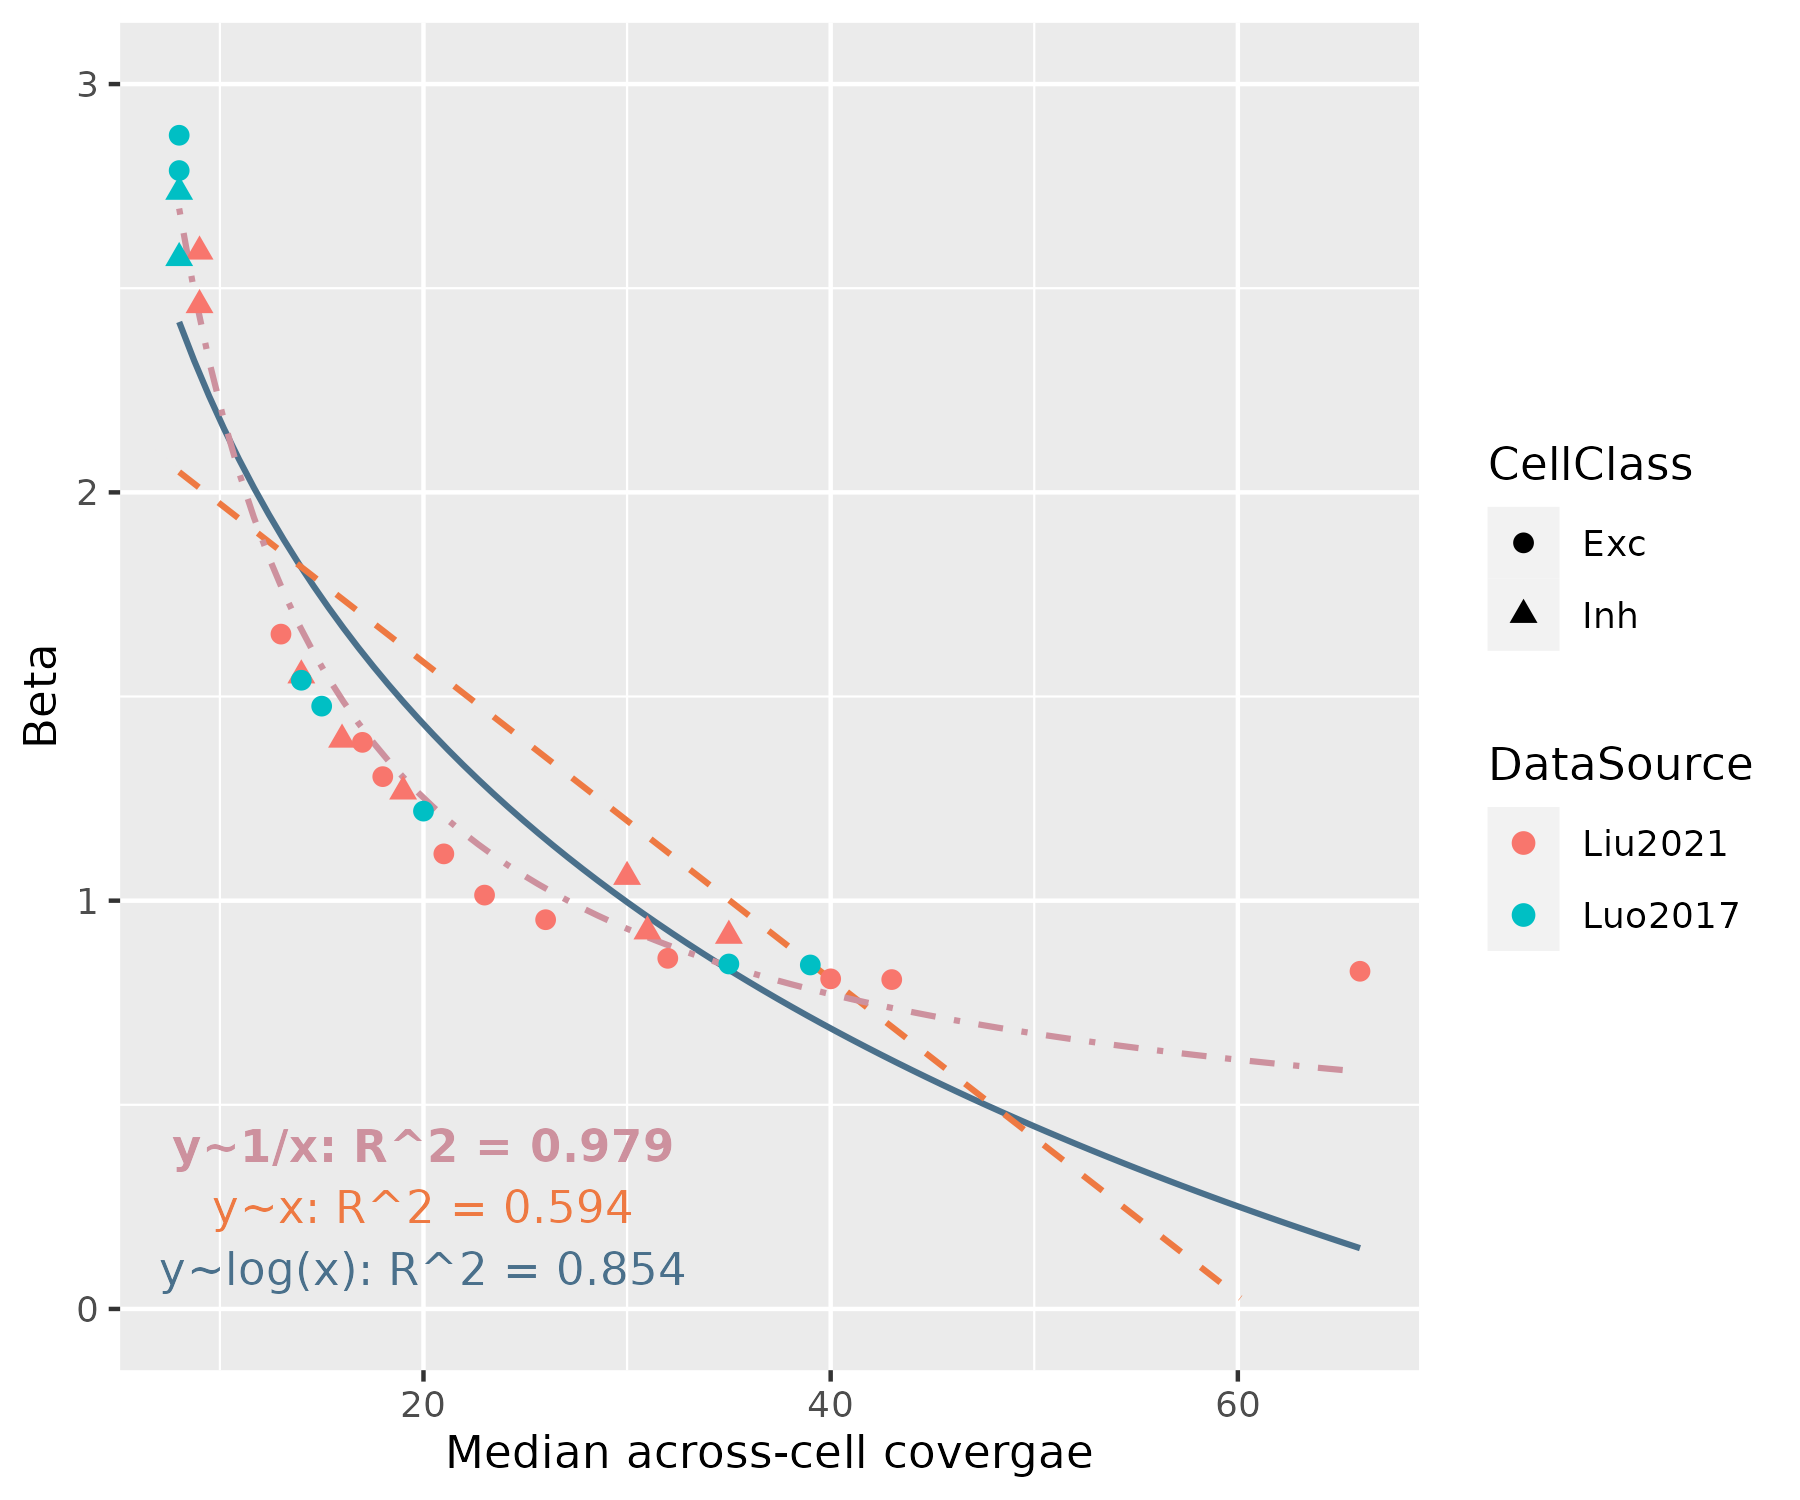 3
2
1
0
Beta
y~1/x: R^2 = 0.979
y~x: R^2 = 0.594
y~log(x): R^2 = 0.854
20
40
60
Median across-cell covergae
CellClass
Exc
Inh
DataSource
Liu2021
Luo2017